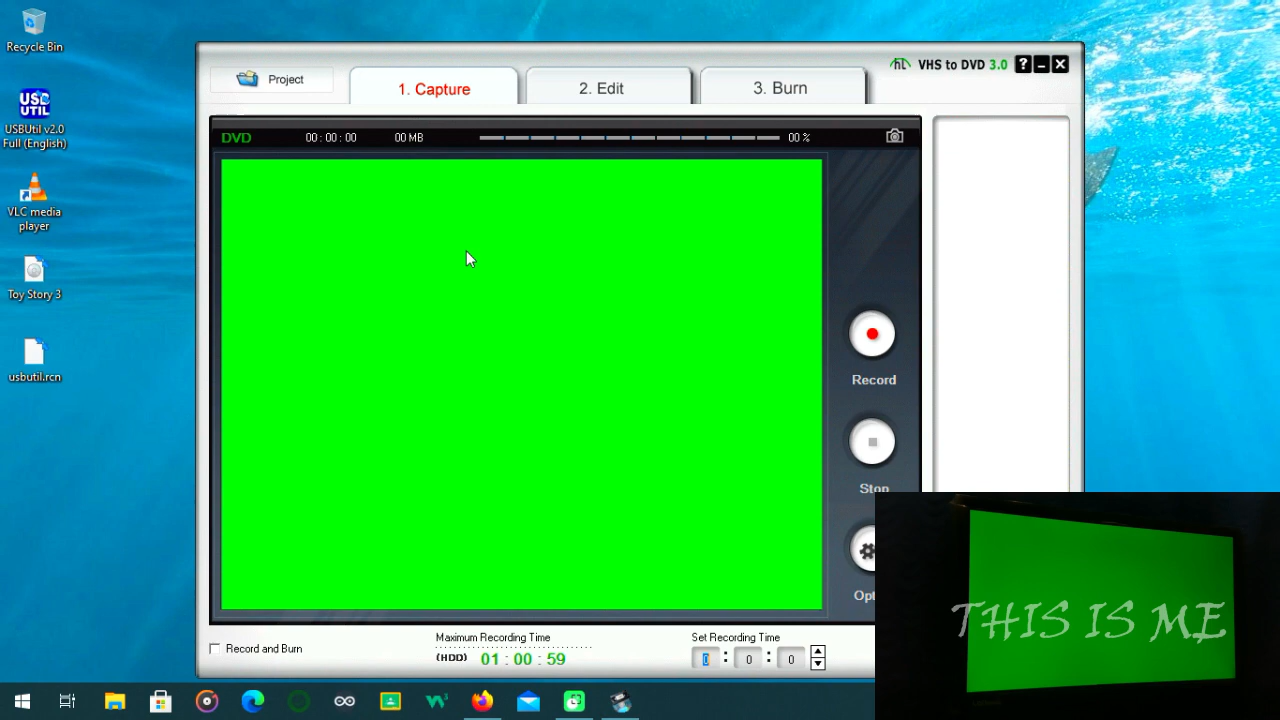 Recycle Bin
USBUtil v2.0
Full (English)
VLC media
player
Toy Story 3
usbutil.rcn
USB
UTIL
Project
1. Capture
2. Edit
3. Burn
VHS to DVD 3.0
?
DVD
00 : 00 : 00
00 MB
00 %
Record
Stop
Opt
Record and Burn
Maximum Recording Time
(HDD) 01 : 00 : 59
Set Recording Time
0 : 0 : 0
THIS IS ME